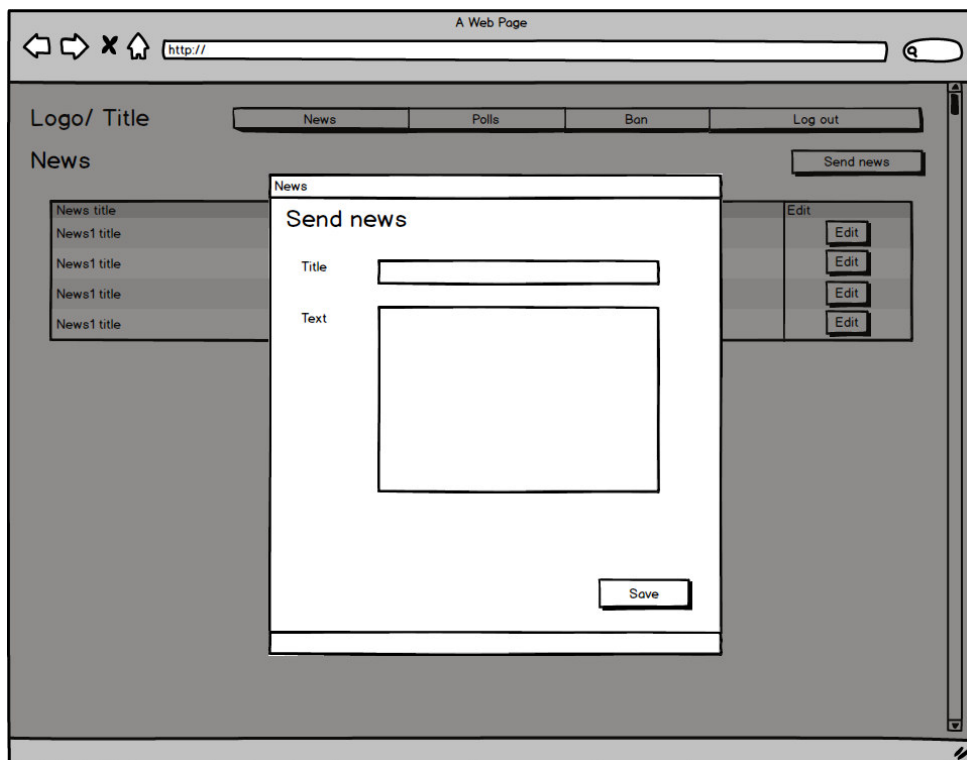 A Web Page
http://
Logo/ Title
News
Polls
Ban
Log out
News
Send news
News title
Edit
News1 title
Edit
News1 title
Edit
News1 title
Edit
News1 title
Edit
News
Send news
Title
Text
Save